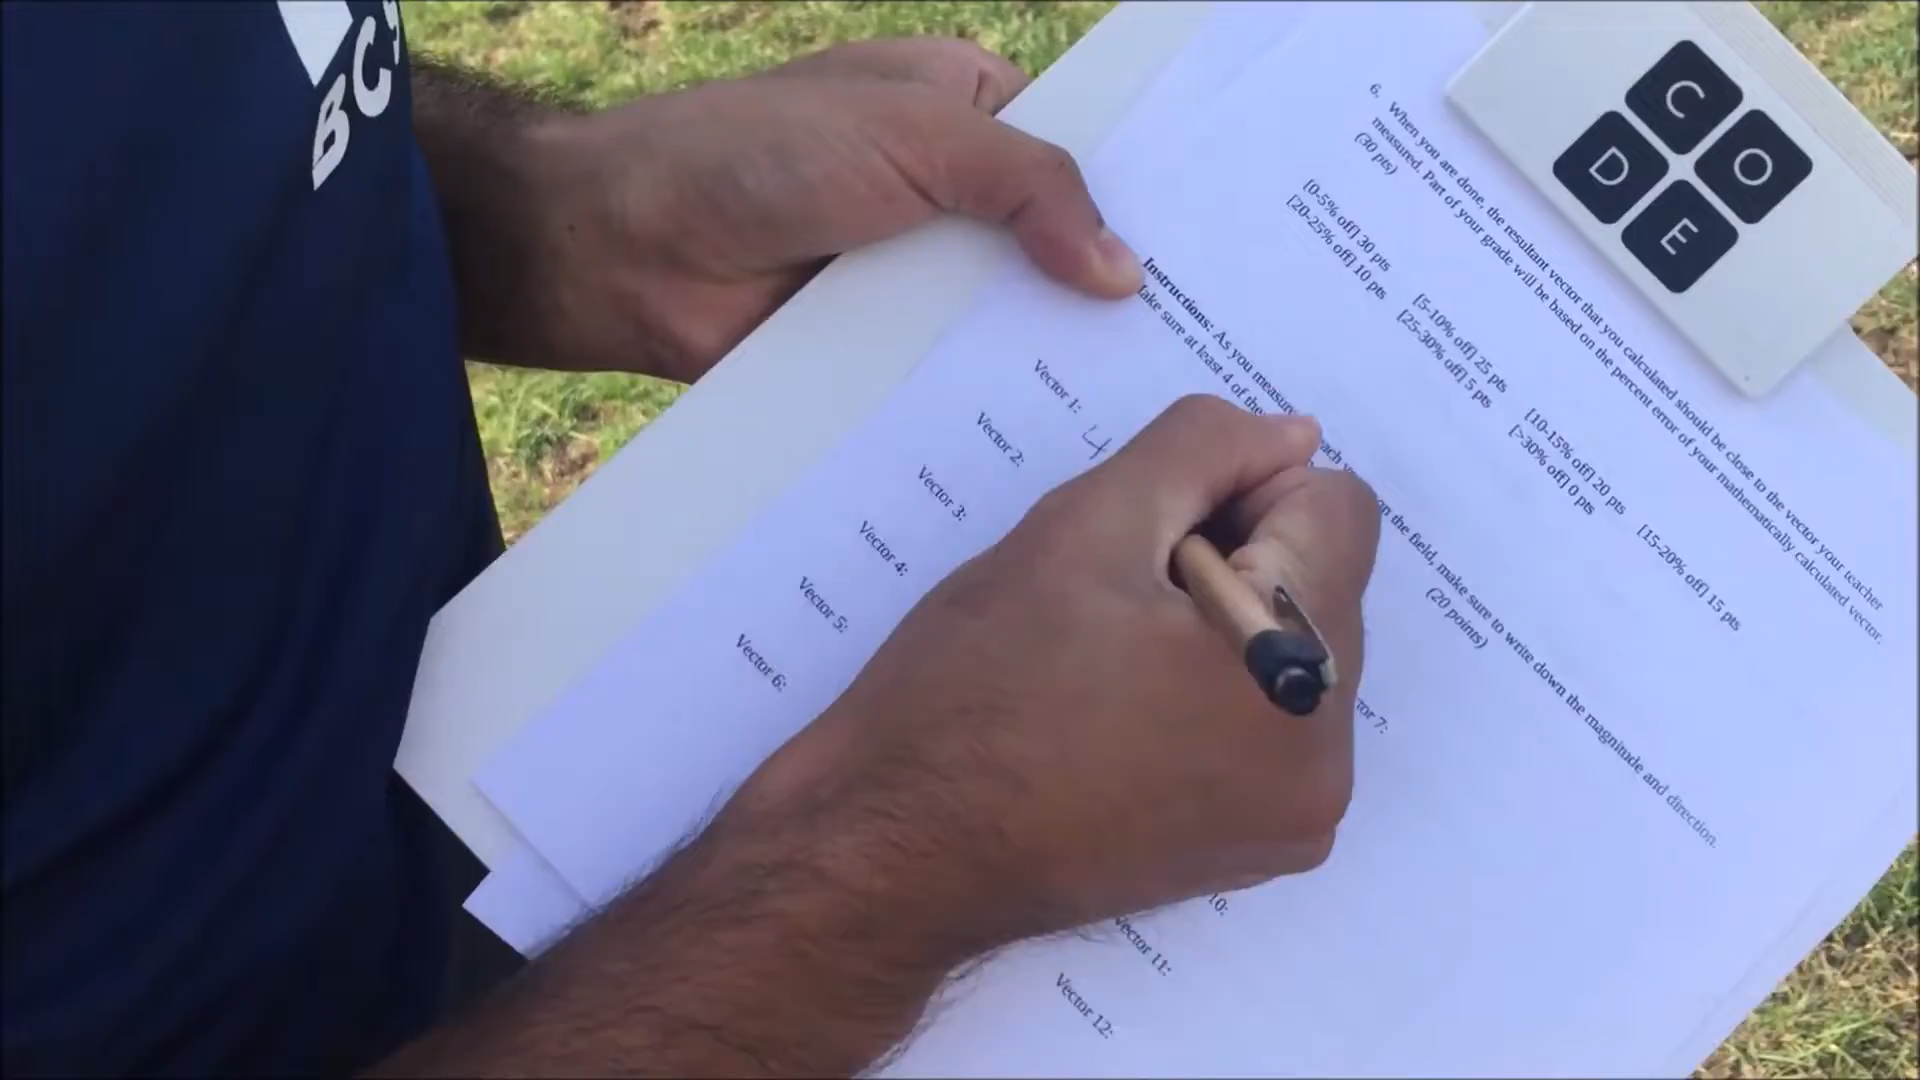 BC
C
D O
E
6. When you are done, the resultant vector that you calculated should be close to the vector your teacher
measured. Part of your grade will be based on the percent error of your mathematically calculated vector.
(30 pts)
[0-5% off] 30 pts [5-10% off] 25 pts [10-15% off] 20 pts [15-20% off] 15 pts
[20-25% off] 10 pts [25-30% off] 5 pts [>30% off] 0 pts
Instructions: As you measure each on the field, make sure to write down the magnitude and direction.
Make sure at least 4 of the (20 points)
Vector 1: 4
Vector 2:
Vector 3:
Vector 4:
Vector 5:
Vector 6:
tor 7:
10:
Vector 11:
Vector 12: